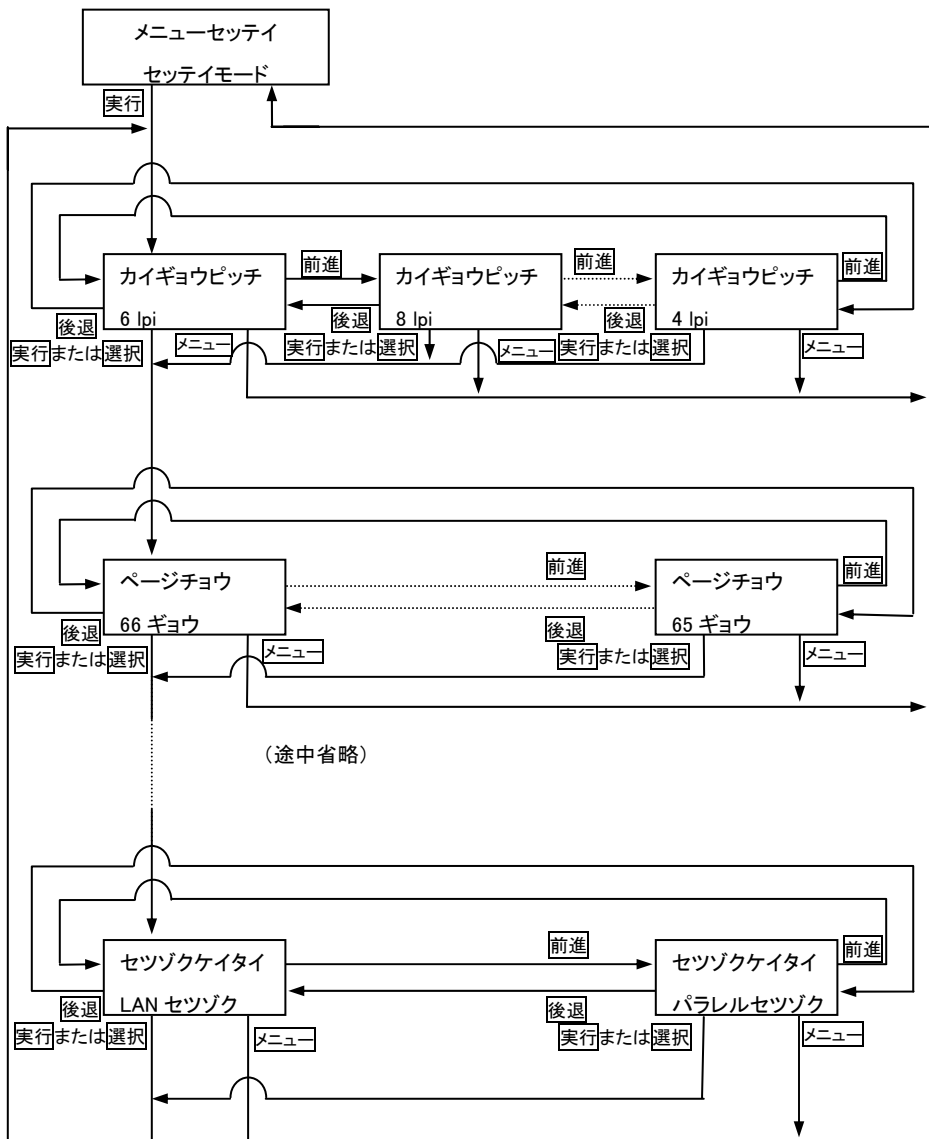 メニューセッテイ
セッテイモード
実行
カイギョウピッチ
6 lpi
前進
カイギョウピッチ
8 lpi
前進
カイギョウピッチ
4 lpi
前進
後退
後退
後退
実行または選択
メニュー
実行または選択
メニュー
実行または選択
メニュー
ページチョウ
66 ギョウ
前進
ページチョウ
65 ギョウ
前進
後退
後退
実行または選択
メニュー
実行または選択
メニュー
(途中省略)
セツゾクケイタイ
LAN セツゾク
前進
セツゾクケイタイ
パラレルセツゾク
前進
後退
後退
実行または選択
メニュー
実行または選択
メニュー